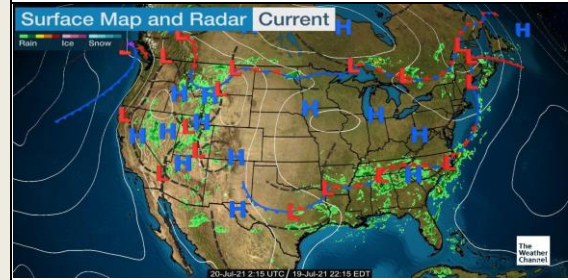 Surface Map and Radar Current
Rain Ice Snow
H
L
H
L
L
L
L
L
L
L
H
H
L
H
H
L
H
H
L
H
H
L
H
L
H
L
L
H
L
H
L
20-Jul-21 2:15 UTC / 19-Jul-21 22:15 EDT
The
Weather
Channel